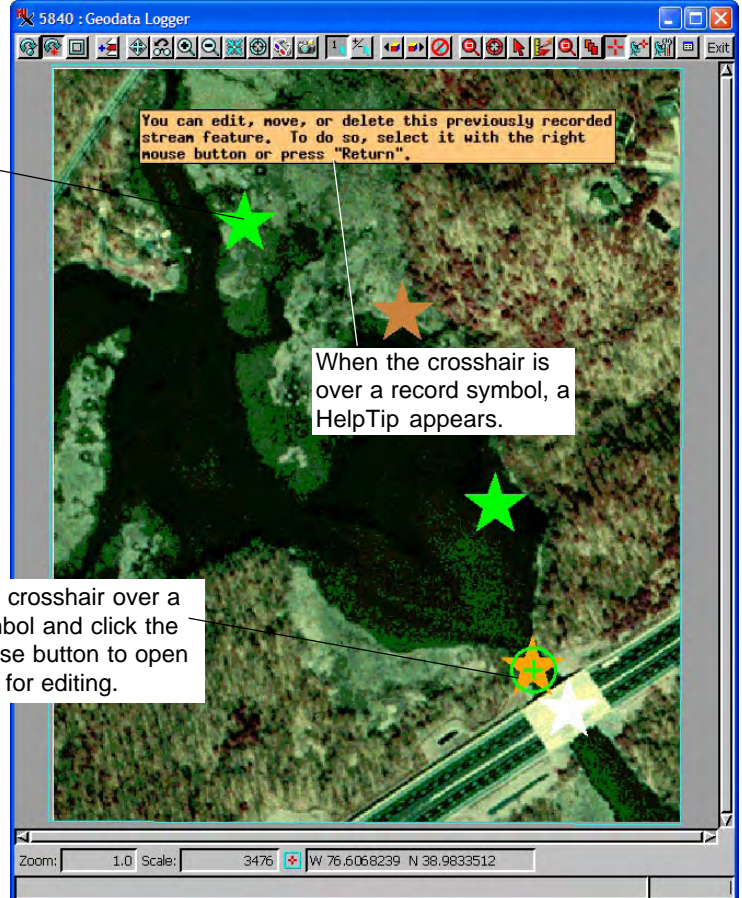 5840 : Geodata Logger
Exit
You can edit, move, or delete this previously recorded
stream feature. To do so, select it with the right
mouse button or press "Return".
When the crosshair is
over a record symbol, a
HelpTip appears.
crosshair over a
bol and click the
se button to open
for editing.
Zoom: 1.0 Scale: 3476 W 76.6068239 N 38.9833512